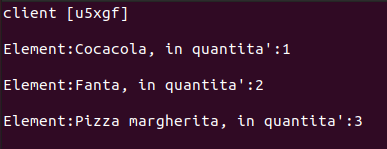 client [u5xgf]
Element:Cocacola, in quantita':1
Element:Fanta, in quantita':2
Element:Pizza margherita, in quantita':3